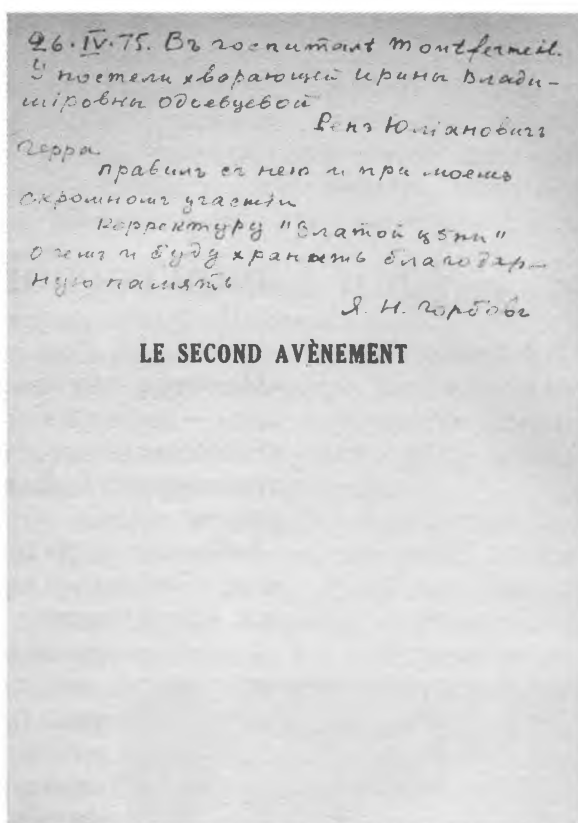 26·IV·75. Въ госпиталѣ Montfermeil.
У постели хворающей Ирины Влади-
міровны Одоевцевой
Ренэ Юліановичъ
Герра
правилъ съ нею и при моемъ
скромномъ участіи
Корректуру "Златой цѣпи"
о чемъ и буду хранить благодар-
ную память
Я. Н. Горбовъ
LE SECOND AVÈNEMENT